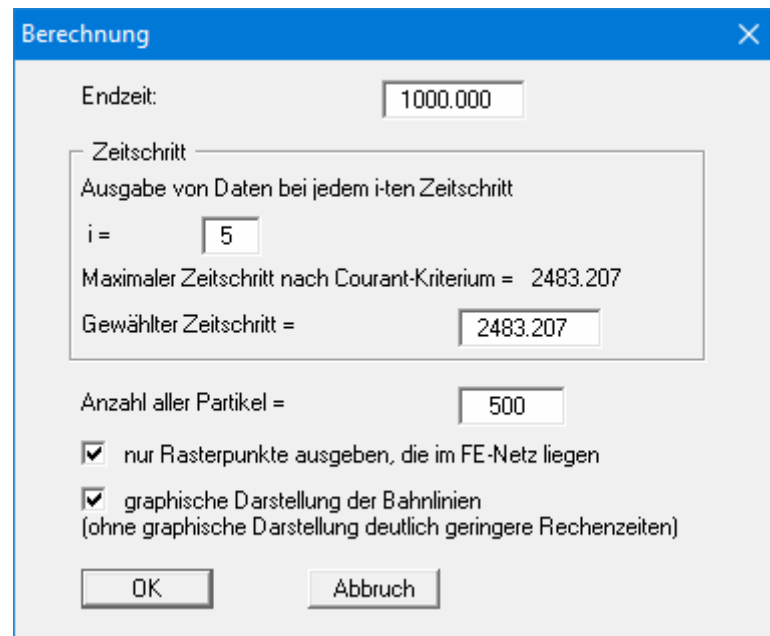 Berechnung
Endzeit: 1000.000
Zeitschritt
Ausgabe von Daten bei jedem i-ten Zeitschritt
i = 5
Maximaler Zeitschritt nach Courant-Kriterium = 2483.207
Gewählter Zeitschritt = 2483.207
Anzahl aller Partikel = 500
nur Rasterpunkte ausgeben, die im FE-Netz liegen
graphische Darstellung der Bahnlinien
(ohne graphische Darstellung deutlich geringere Rechenzeiten)
OK Abbruch